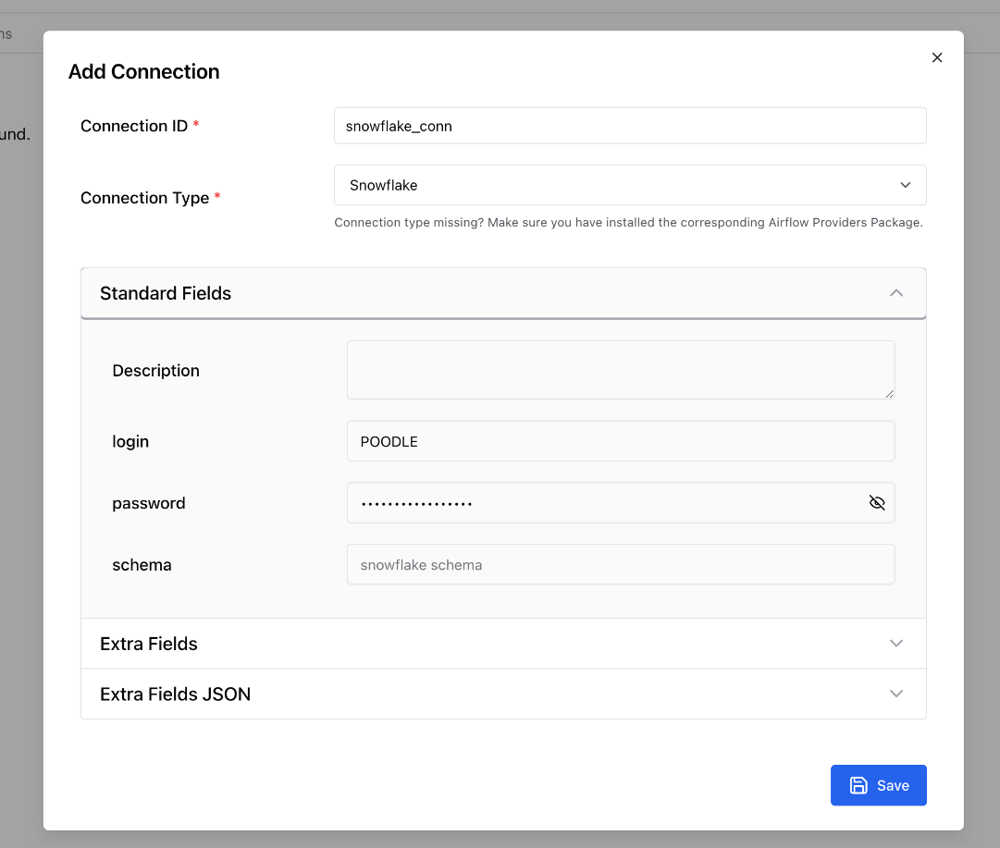 ns
und.
Add Connection
Connection ID *
snowflake_conn
Connection Type *
Snowflake
Connection type missing? Make sure you have installed the corresponding Airflow Providers Package.
Standard Fields
Description
login
POODLE
password
•••••••••••••••••
schema
snowflake schema
Extra Fields
Extra Fields JSON
Save